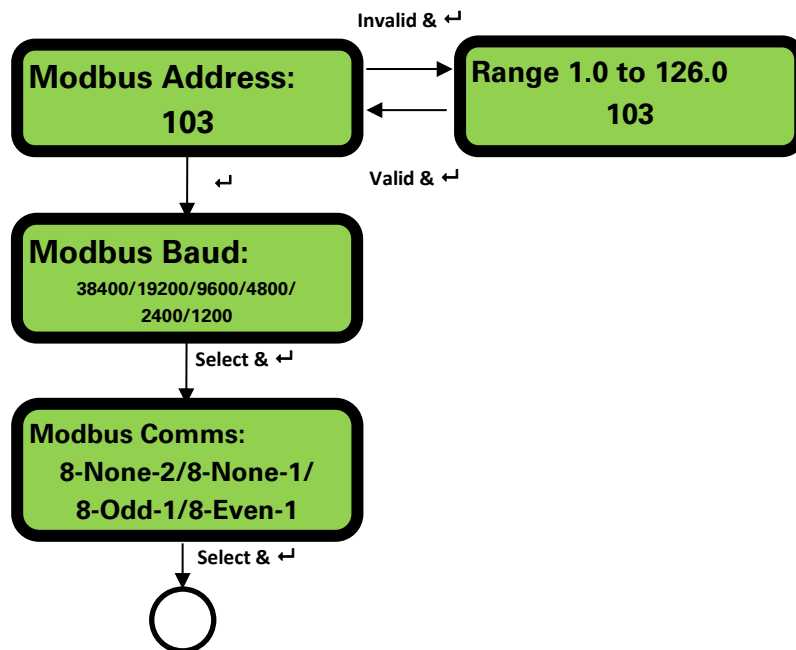 Invalid & ↵
Modbus Address:
103
Range 1.0 to 126.0
103
↵
Valid & ↵
Modbus Baud:
38400/19200/9600/4800/
2400/1200
Select & ↵
Modbus Comms:
8-None-2/8-None-1/
8-Odd-1/8-Even-1
Select & ↵